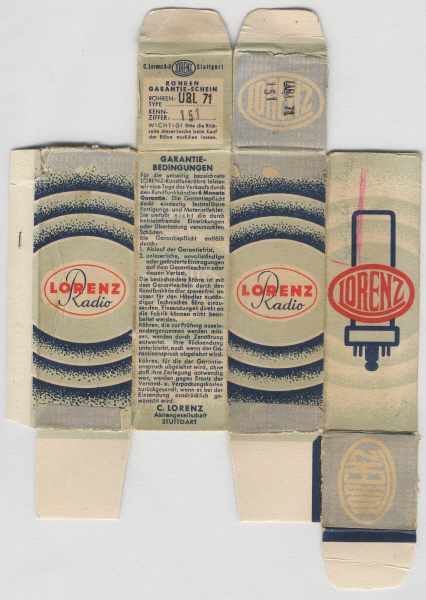 C. Lorenz A-G LORENZ Stuttgart
RÖHREN
GARANTIE-SCHEIN
RÖHREN-
TYPE UBL 71
KENN-
ZIFFER: 151
WICHTIG! Bitte die Rück-
seite dieser Lasche beim Kauf
der Röhre ausfüllen lassen.
LORENZ
UBL 71
151
GARANTIE-
BEDINGUNGEN
Für die umseitig bezeichnete
LORENZ-Rundfunkröhre leisten
wir vom Tage des Verkaufs durch
den Rundfunkhändler 6 Monate
Garantie. Die Garantiepflicht
deckt eindeutig feststellbare
Fertigungs- und Materialfehler.
Sie umfaßt nicht die durch
betriebsfremde Einwirkungen
oder Überlastung verursachten
Schäden.
Die Garantiepflicht entfällt
durch:
1. Ablauf der Garantiefrist,
2. unleserliche, unvollständige
oder geänderte Eintragungen
auf dem Garantieschein oder
dessen Verlust.
Die beanstandete Röhre ist mit
dem Garantieschein durch den
Rundfunkhändler spesenfrei an
unser für den Händler zustän-
diges Technisches Büro einzu-
senden. Einsendungen direkt an
die Fabrik können nicht bear-
beitet werden.
Röhren, die zur Prüfung ausein-
andergenommen werden müs-
sen, werden durch Zerstörung
entwertet. Ihre Rücksendung
unterbleibt, auch wenn der Ga-
rantieanspruch abgelehnt wird.
Röhren, für die der Garantie-
anspruch abgelehnt wird, ohne
daß ihre Zerlegung notwendig
war, werden gegen Ersatz der
Versand- u. Verpackungskosten
zurückgesandt, wenn es bei der
Einsendung ausdrücklich ge-
wünscht wird.
C. LORENZ
Aktiengesellschaft
STUTTGART
LORENZ
Radio
LORENZ
Radio
LORENZ
LORENZ